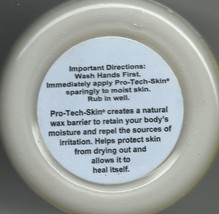 Important Directions:
Wash Hands First.
Immediately apply Pro-Tech-Skin®
sparingly to moist skin.
Rub in well.
Pro-Tech-Skin® creates a natural
wax barrier to retain your body's
moisture and repel the sources of
irritation. Helps protect skin
from drying out and
allows it to
heal itself.